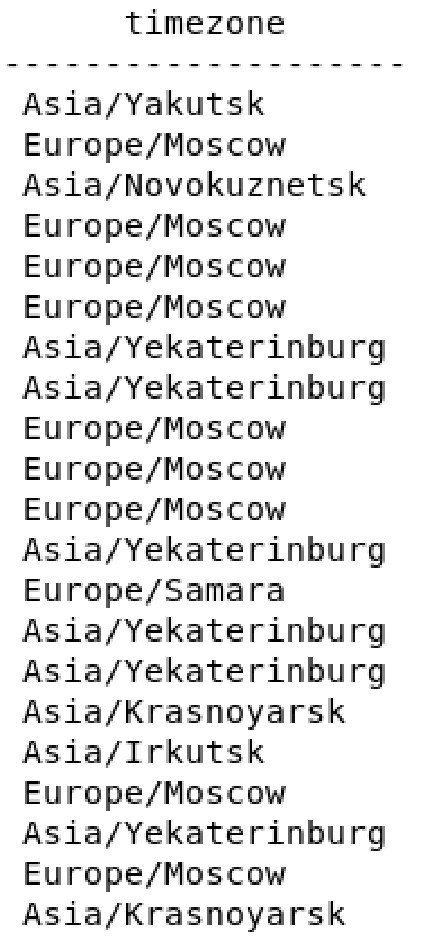 timezone
--------------------
Asia/Yakutsk
Europe/Moscow
Asia/Novokuznetsk
Europe/Moscow
Europe/Moscow
Europe/Moscow
Asia/Yekaterinburg
Asia/Yekaterinburg
Europe/Moscow
Europe/Moscow
Europe/Moscow
Asia/Yekaterinburg
Europe/Samara
Asia/Yekaterinburg
Asia/Yekaterinburg
Asia/Krasnoyarsk
Asia/Irkutsk
Europe/Moscow
Asia/Yekaterinburg
Europe/Moscow
Asia/Krasnoyarsk